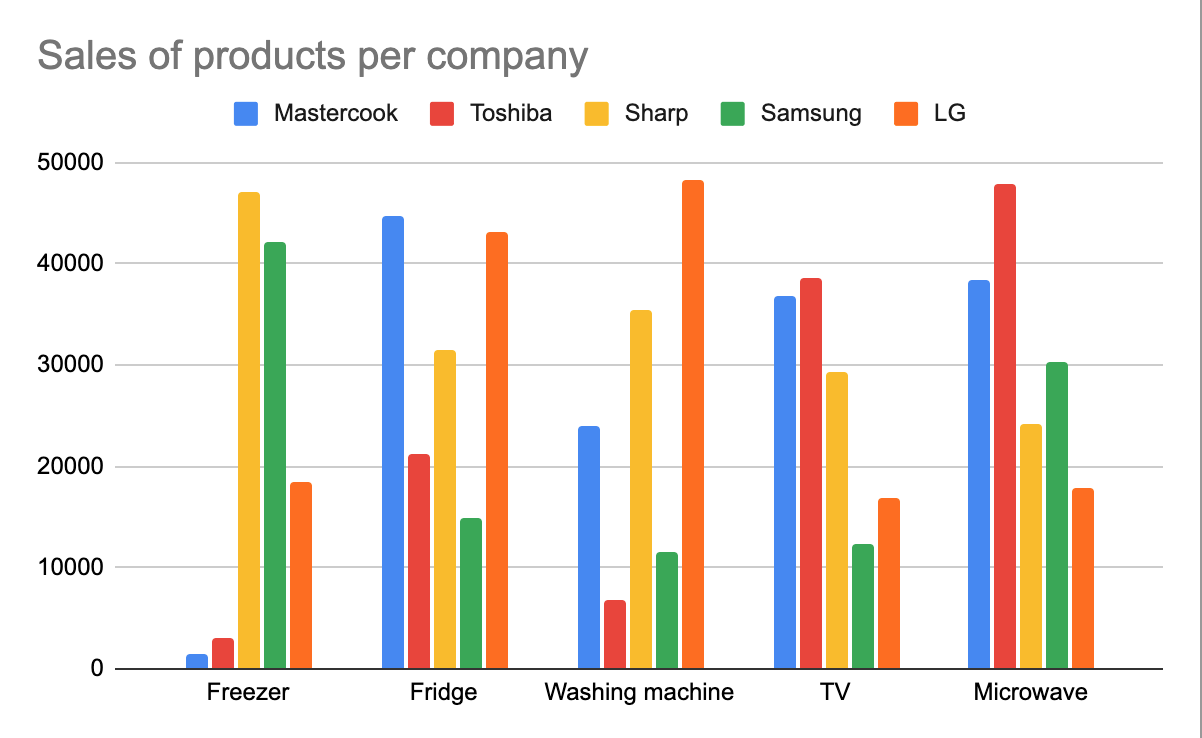 Sales of products per company
Mastercook Toshiba Sharp Samsung LG
50000
40000
30000
20000
10000
0
Freezer Fridge Washing machine TV Microwave